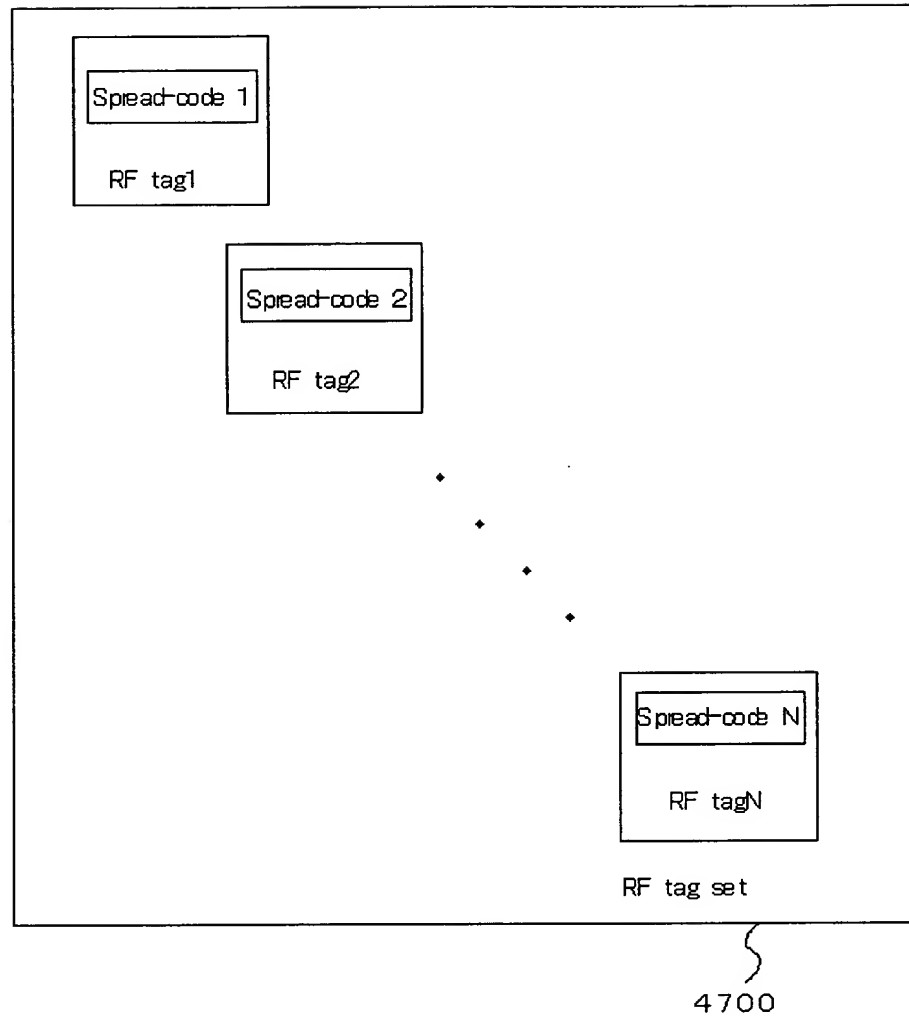 Spread-code 1
RF tag1
Spread-code 2
RF tag2
Spread-code N
RF tagN
RF tag set
4700